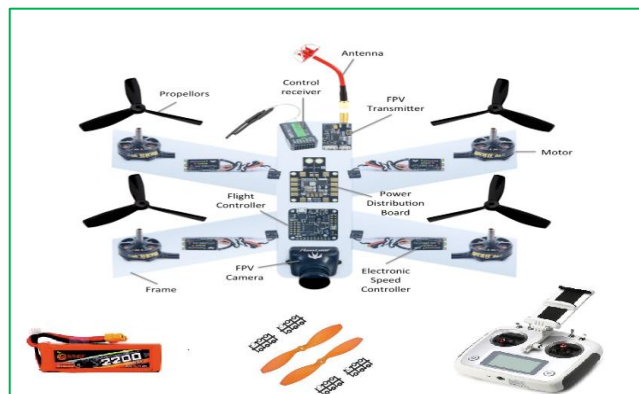 Antenna
Control
receiver
FPV
Transmitter
Propellors
Motor
Flight
Controller
Power
Distribution
Board
FPV
Camera
Electronic
Speed
Controller
Frame
2200